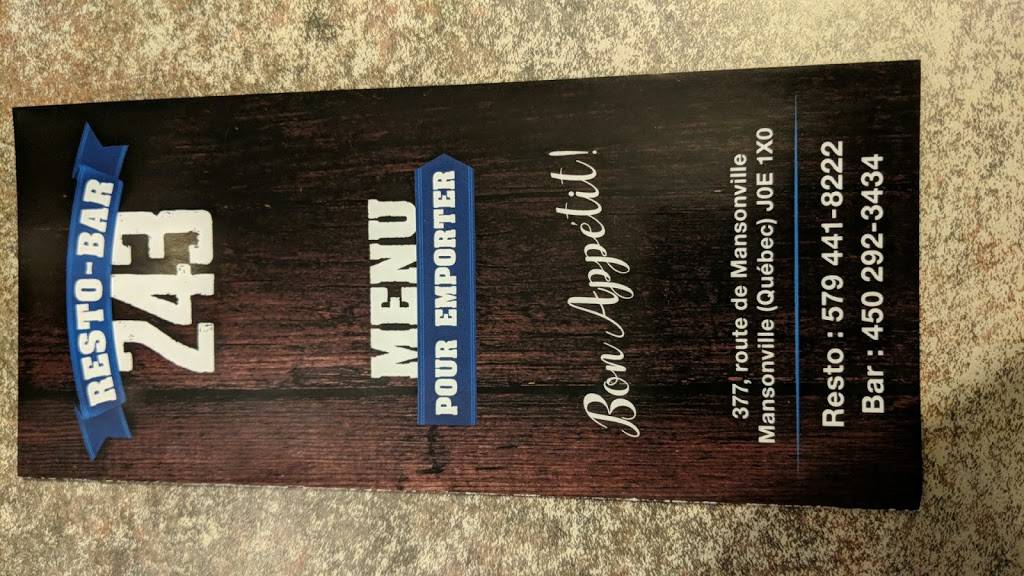 RESTO-BAR
243
MENU
POUR EMPORTER
Bon Appétit!
377, route de Mansonville
Mansonville (Québec) J0E 1X0
Resto : 579 441-8222
Bar : 450 292-3434